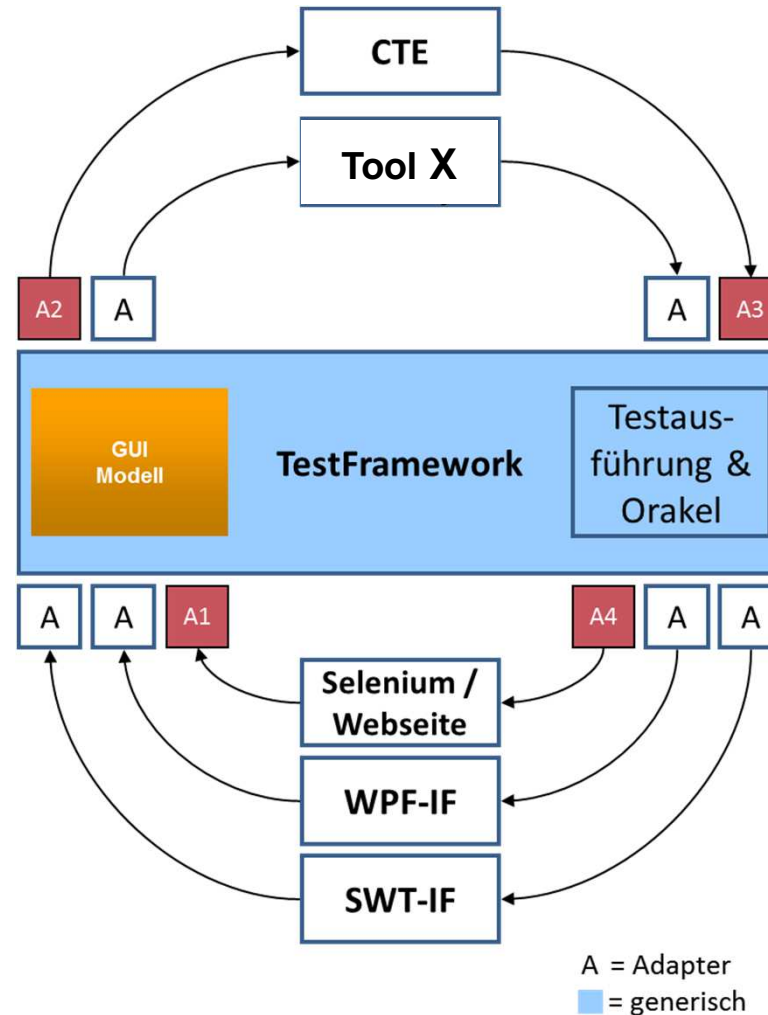 CTE
Tool X
A2
A
A
A3
GUI
Modell
TestFramework
Testaus-
führung &
Orakel
A
A
A1
A4
A
A
Selenium /
Webseite
WPF-IF
SWT-IF
A = Adapter
= generisch